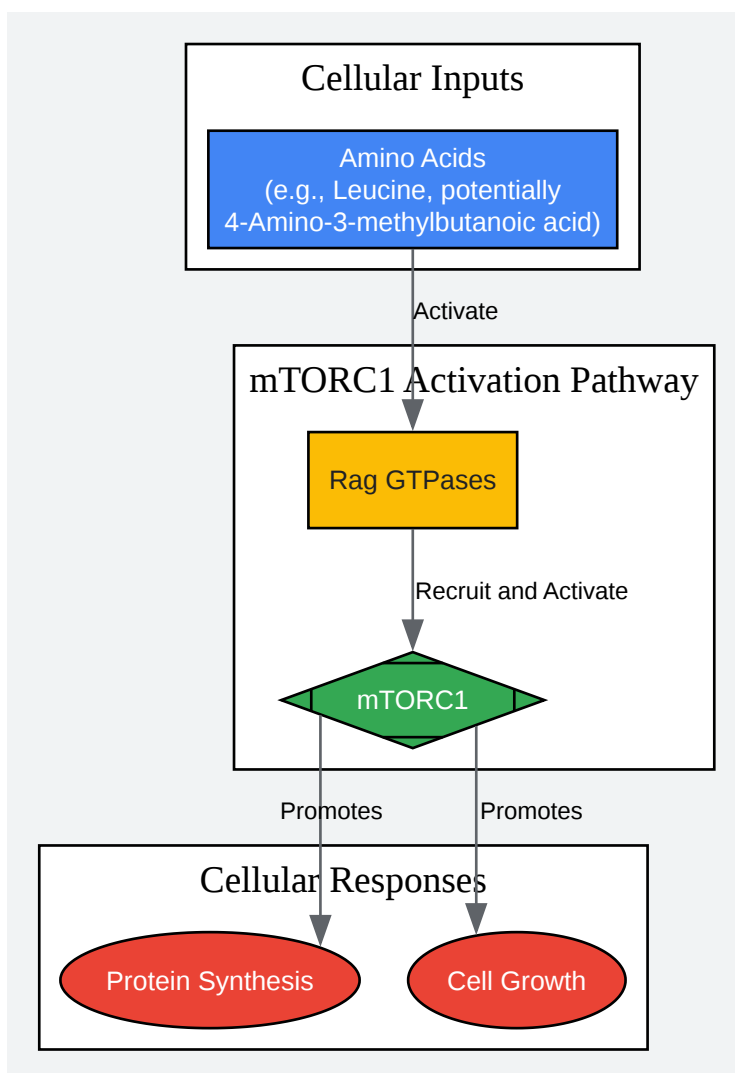 Cellular Inputs
Amino Acids
(e.g., Leucine, potentially
4-Amino-3-methylbutanoic acid)
Activate
mTORC1 Activation Pathway
Rag GTPases
Recruit and Activate
mTORC1
Promotes
Promotes
Cellular Responses
Protein Synthesis
Cell Growth